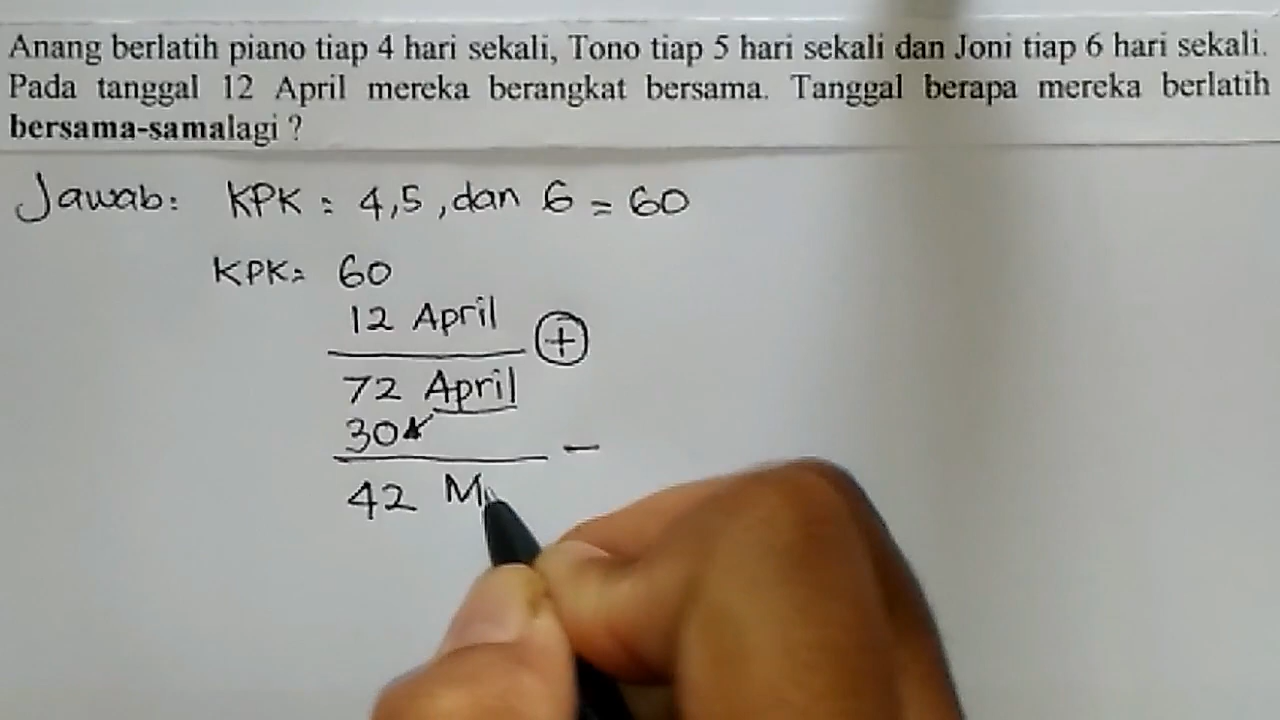 Anang berlatih piano tiap 4 hari sekali, Tono tiap 5 hari sekali dan Joni tiap 6 hari sekali.
Pada tanggal 12 April mereka berangkat bersama. Tanggal berapa mereka berlatih
bersama-samalagi ?
Jawab: KPK : 4,5, dan 6 = 60
KPK= 60
12 April +
72 April
30 -
42 M